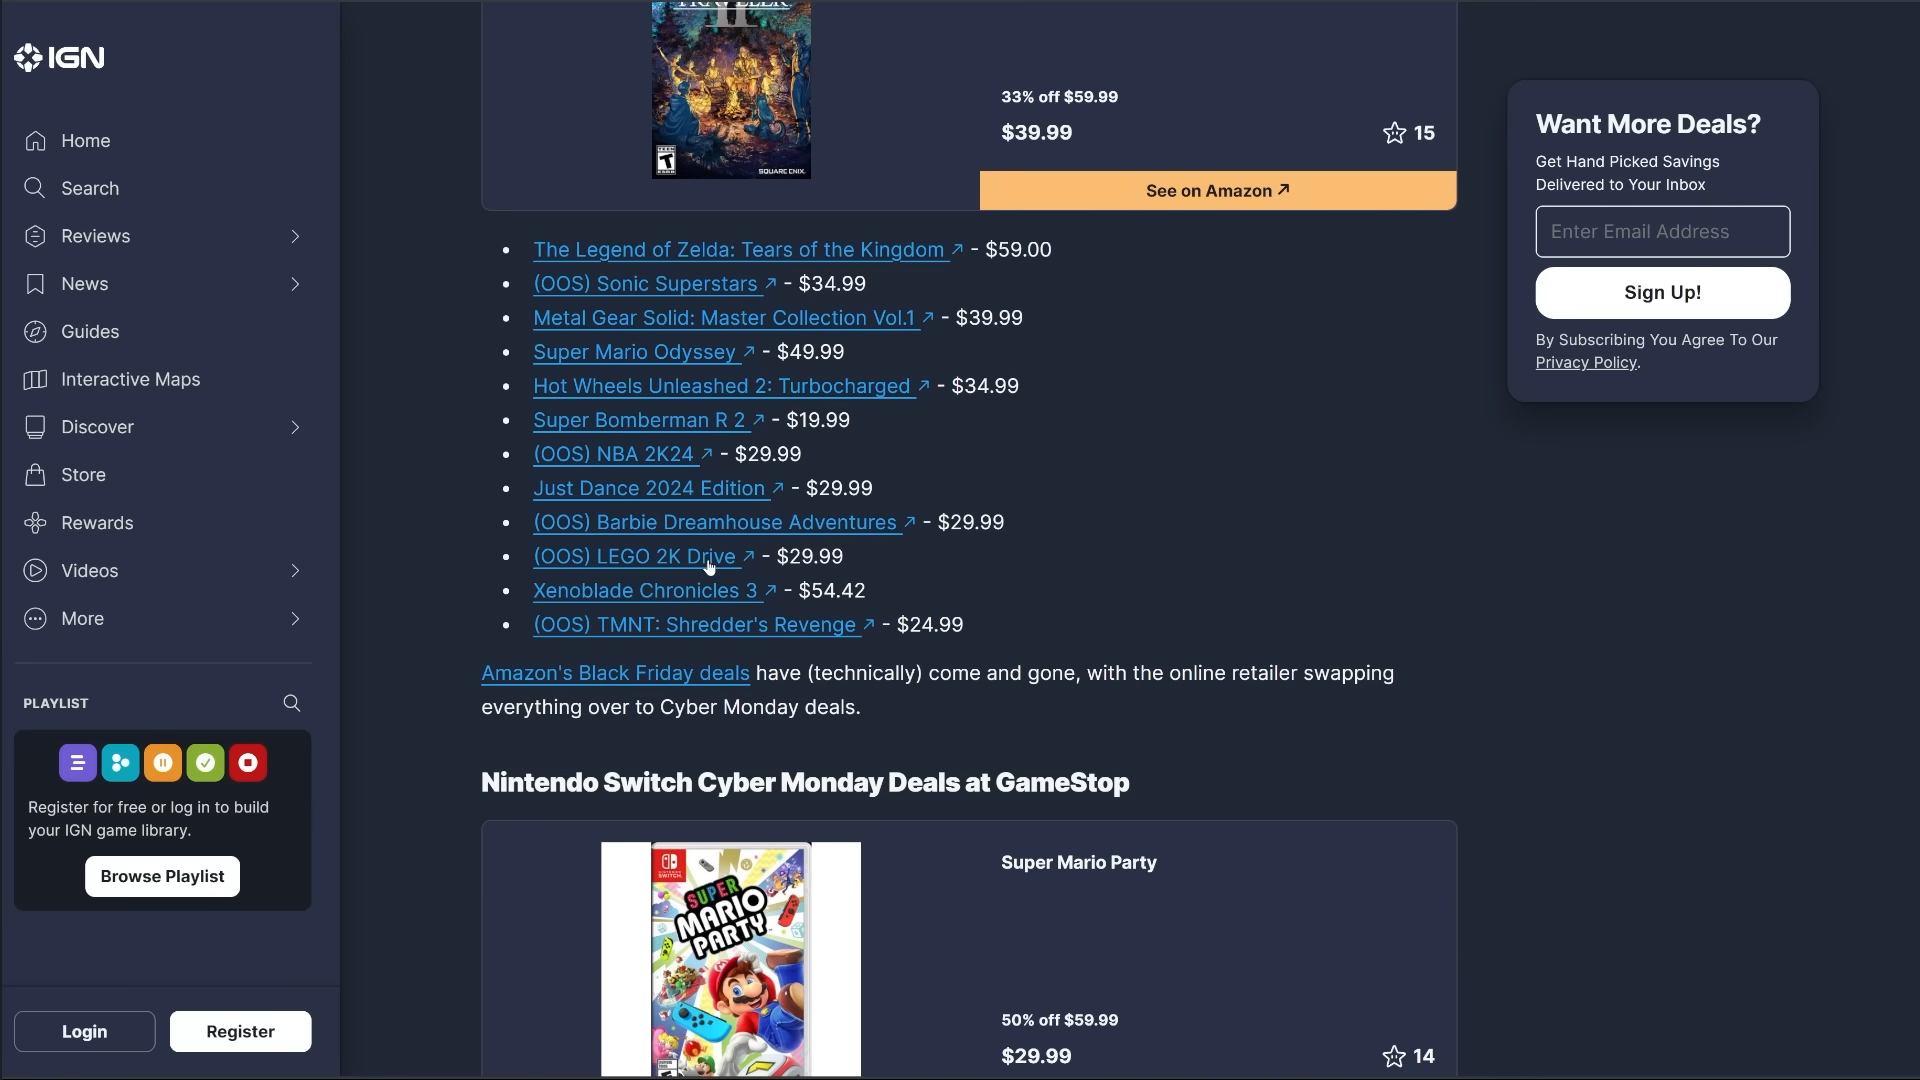 IGN
Home
Search
Reviews
News
Guides
Interactive Maps
Discover
Store
Rewards
Videos
More
PLAYLIST
Register for free or log in to build
your IGN game library.
Browse Playlist
Login
Register
II
T
SQUARE ENIX.
33% off $59.99
$39.99
15
See on Amazon
• The Legend of Zelda: Tears of the Kingdom - $59.00
• (OOS) Sonic Superstars - $34.99
• Metal Gear Solid: Master Collection Vol.1 - $39.99
• Super Mario Odyssey - $49.99
• Hot Wheels Unleashed 2: Turbocharged - $34.99
• Super Bomberman R 2 - $19.99
• (OOS) NBA 2K24 - $29.99
• Just Dance 2024 Edition - $29.99
• (OOS) Barbie Dreamhouse Adventures - $29.99
• (OOS) LEGO 2K Drive - $29.99
• Xenoblade Chronicles 3 - $54.42
• (OOS) TMNT: Shredder's Revenge - $24.99
Amazon's Black Friday deals have (technically) come and gone, with the online retailer swapping
everything over to Cyber Monday deals.
Nintendo Switch Cyber Monday Deals at GameStop
SUPER
MARIO
PARTY
Super Mario Party
50% off $59.99
$29.99
14
Want More Deals?
Get Hand Picked Savings
Delivered to Your Inbox
Enter Email Address
Sign Up!
By Subscribing You Agree To Our
Privacy Policy.